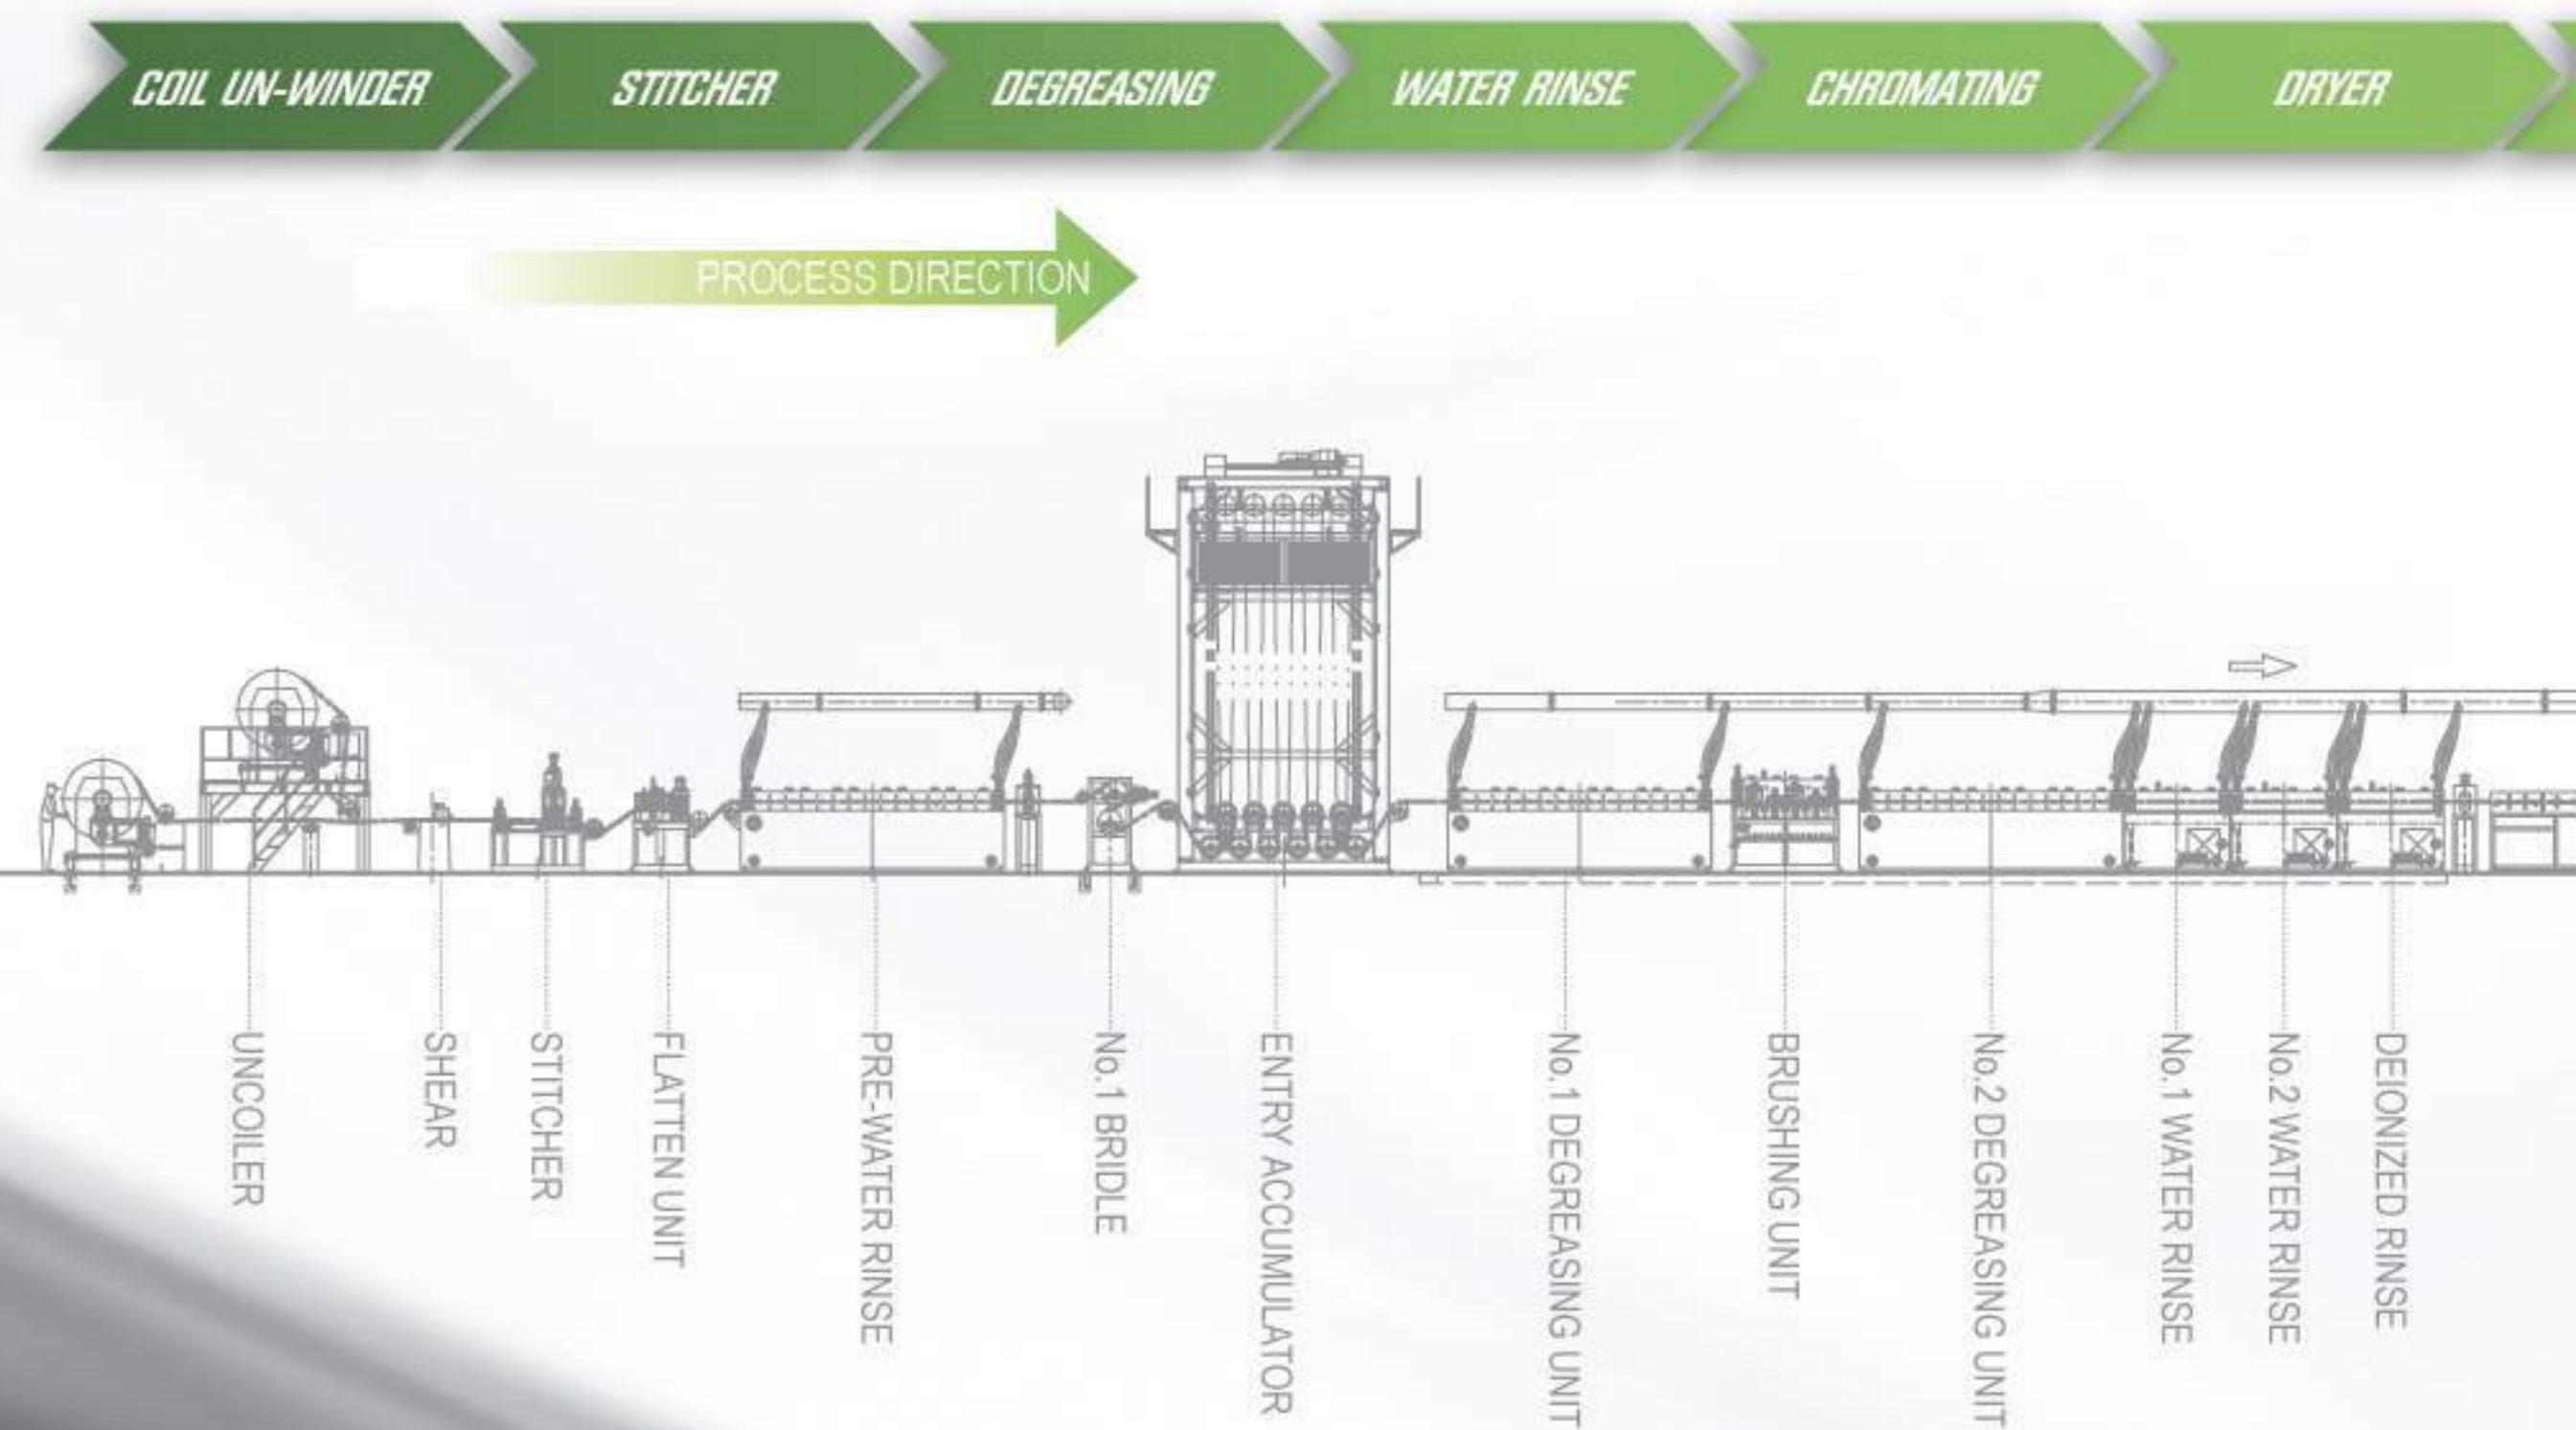 COIL UN-WINDER
STITCHER
DEGREASING
WATER RINSE
CHROMATING
DRYER
PROCESS DIRECTION
UNCOILER
SHEAR
STITCHER
FLATTEN UNIT
PRE-WATER RINSE
No.1 BRIDLE
ENTRY ACCUMULATOR
No.1 DEGREASING UNIT
BRUSHING UNIT
No.2 DEGREASING UNIT
No.1 WATER RINSE
No.2 WATER RINSE
DEIONIZED RINSE